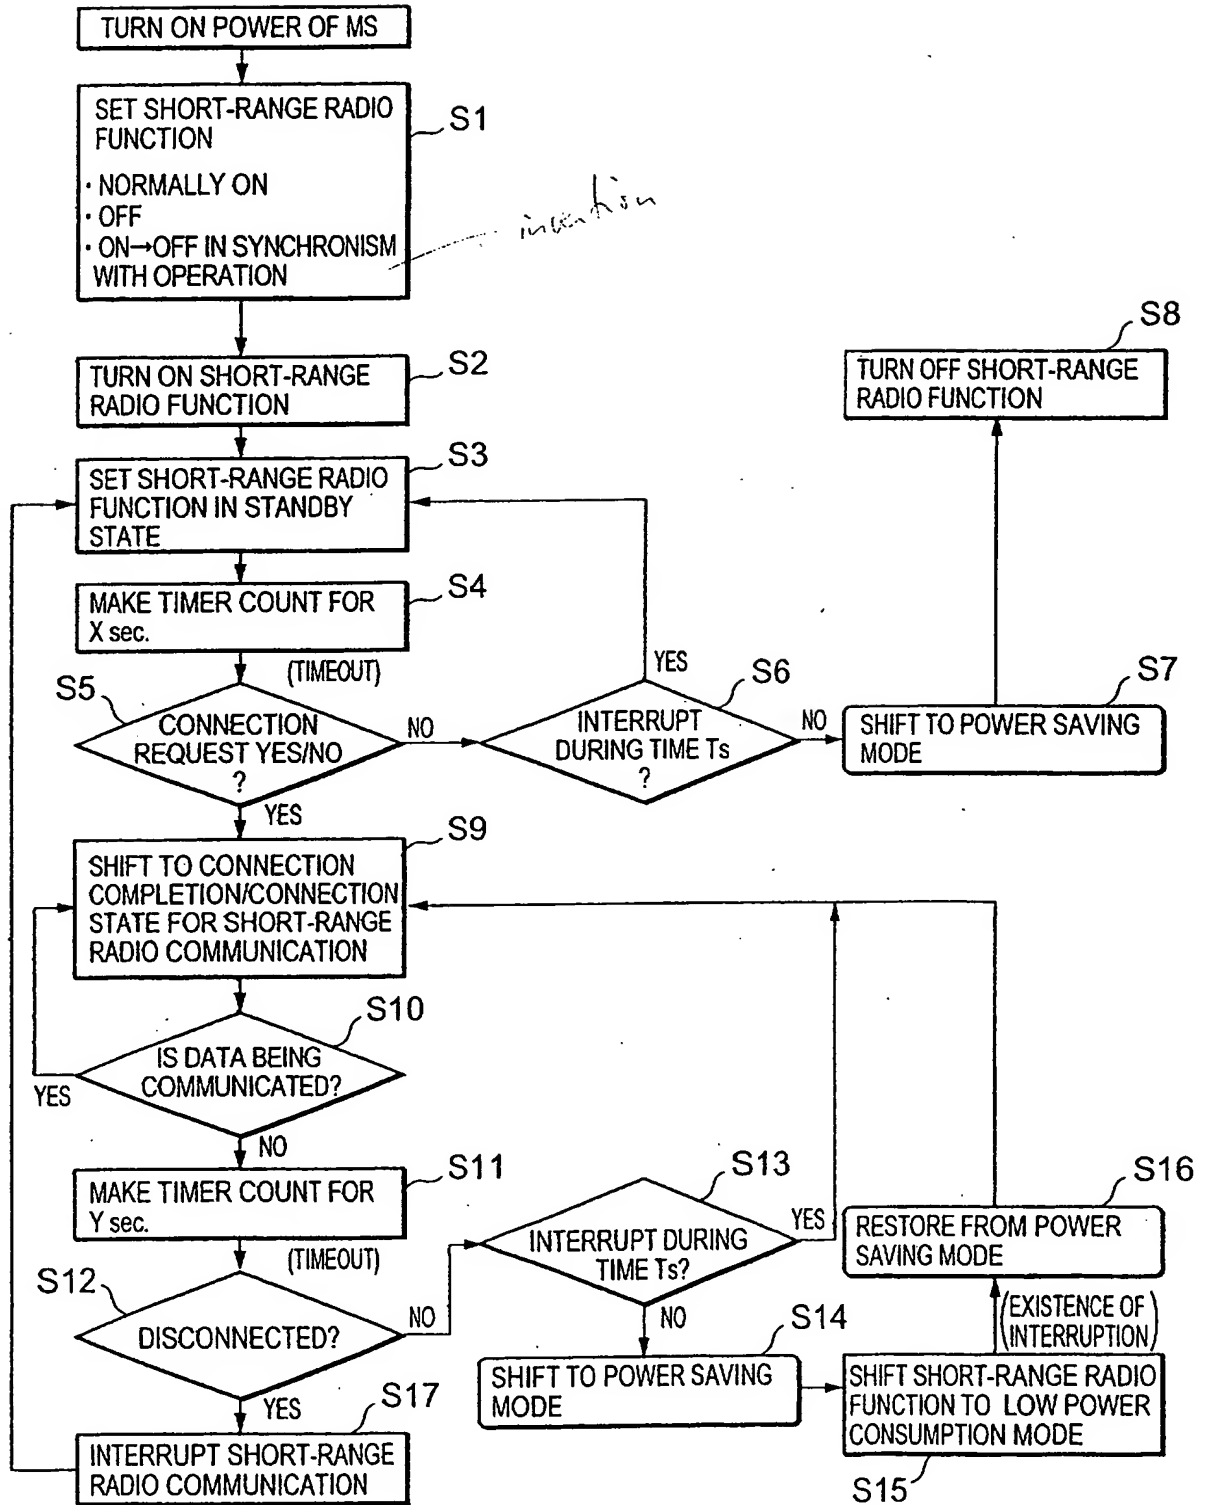 TURN ON POWER OF MS
SET SHORT-RANGE RADIO
FUNCTION
· NORMALLY ON
· OFF
· ON→OFF IN SYNCHRONISM
WITH OPERATION
S1
invention
TURN ON SHORT-RANGE
RADIO FUNCTION
S2
TURN OFF SHORT-RANGE
RADIO FUNCTION
S8
SET SHORT-RANGE RADIO
FUNCTION IN STANDBY
STATE
S3
MAKE TIMER COUNT FOR
X sec.
S4
(TIMEOUT)
S5
CONNECTION
REQUEST YES/NO
?
NO
YES
INTERRUPT
DURING TIME Ts
?
S6
YES
NO
SHIFT TO POWER SAVING
MODE
S7
SHIFT TO CONNECTION
COMPLETION/CONNECTION
STATE FOR SHORT-RANGE
RADIO COMMUNICATION
S9
IS DATA BEING
COMMUNICATED?
S10
YES
NO
MAKE TIMER COUNT FOR
Y sec.
S11
(TIMEOUT)
S12
DISCONNECTED?
NO
YES
INTERRUPT DURING
TIME Ts?
S13
YES
NO
RESTORE FROM POWER
SAVING MODE
S16
(EXISTENCE OF
INTERRUPTION)
SHIFT TO POWER SAVING
MODE
S14
SHIFT SHORT-RANGE RADIO
FUNCTION TO LOW POWER
CONSUMPTION MODE
S15
INTERRUPT SHORT-RANGE
RADIO COMMUNICATION
S17